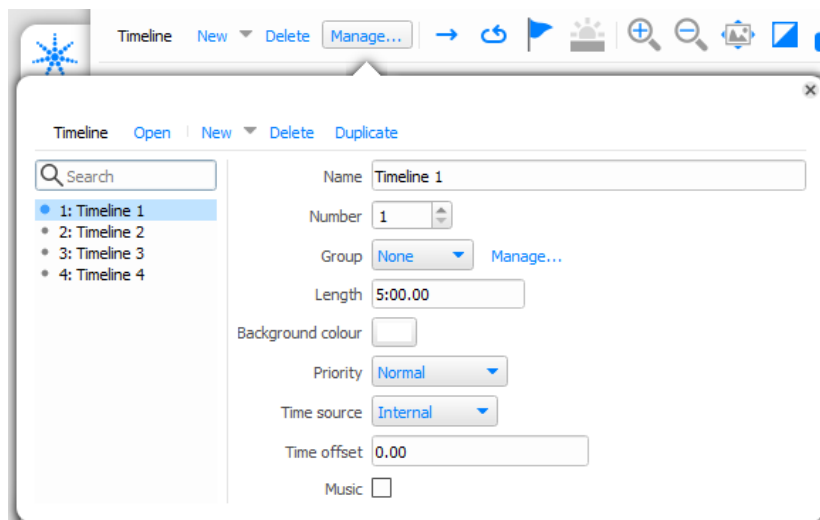 Timeline New Delete Manage...
Timeline Open New Delete Duplicate
Search
1: Timeline 1
2: Timeline 2
3: Timeline 3
4: Timeline 4
Name Timeline 1
Number 1
Group None Manage...
Length 5:00.00
Background colour
Priority Normal
Time source Internal
Time offset 0.00
Music